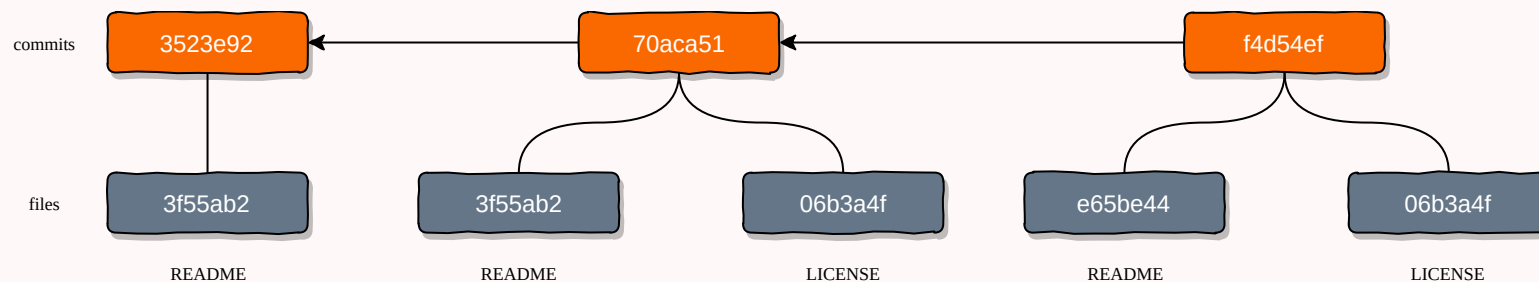 commits 3523e92 70aca51 f4d54ef
files 3f55ab2 3f55ab2 06b3a4f e65be44 06b3a4f
README README LICENSE README LICENSE